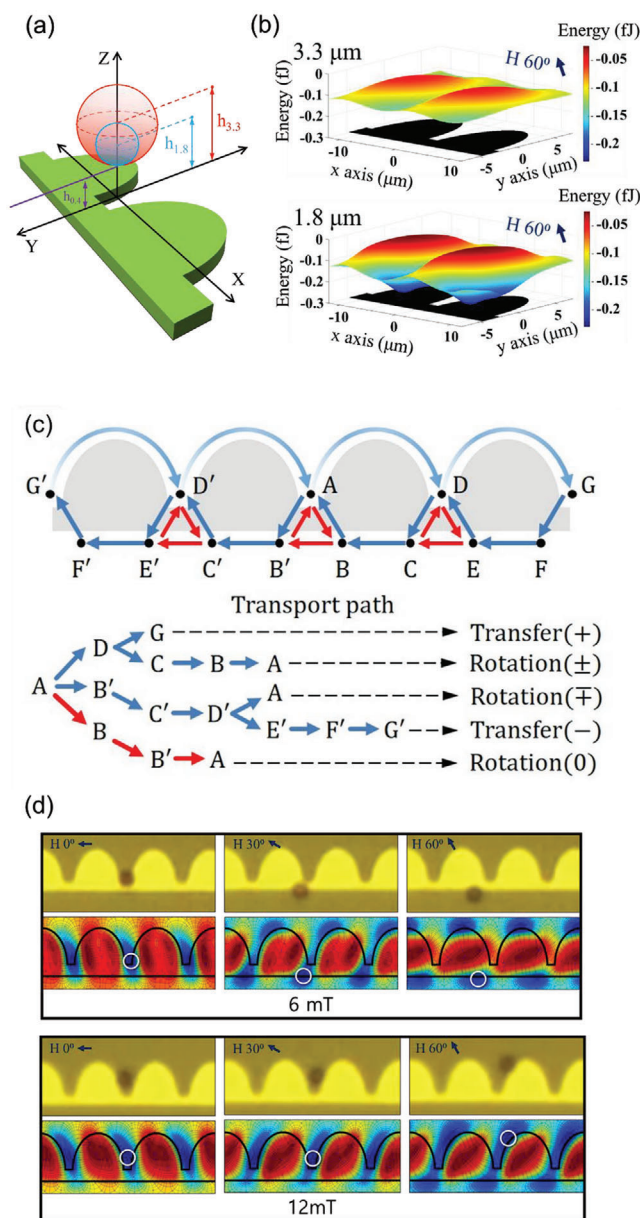 (a)
Z
h3.3
h1.8
h0.4
Y
X
(b)
3.3 μm
Energy (fJ)
H 60°
Energy (fJ)
0
-0.1
-0.2
-0.3
-10
0
10
x axis (μm)
-5
0
5
y axis (μm)
-0.05
-0.1
-0.15
-0.2
1.8 μm
Energy (fJ)
H 60°
Energy (fJ)
0
-0.1
-0.2
-0.3
-10
0
10
x axis (μm)
-5
0
5
y axis (μm)
-0.05
-0.1
-0.15
-0.2
(c)
G′ D′ A D G
F′ E′ C′ B′ B C E F
Transport path
A D G Transfer(+)
C B A Rotation(±)
B′ C′ D′ A Rotation(∓)
E′ F′ G′ Transfer(−)
B B′ A Rotation(0)
(d)
H 0° H 30° H 60°
6 mT
H 0° H 30° H 60°
12mT